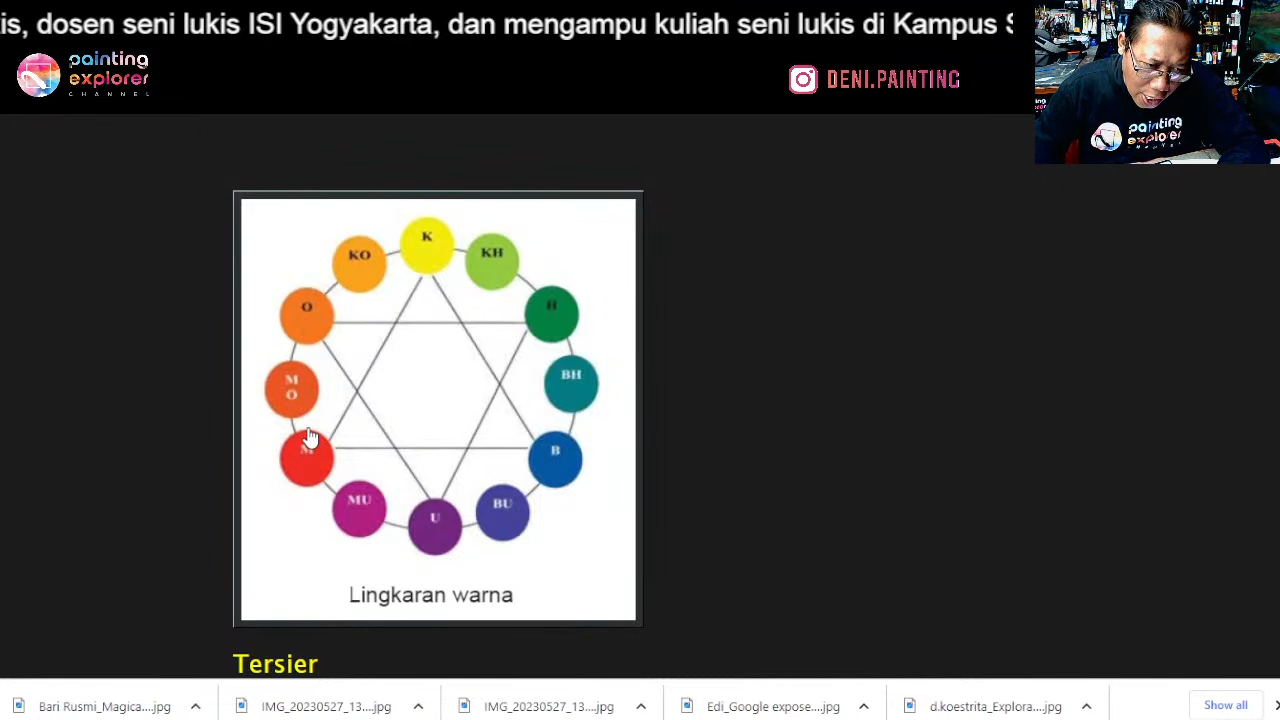 dosen seni lukis ISI Yogyakarta, dan mengampu kuliah seni lukis di Kampus
painting
explorer
CHANNEL
DENI.PAINTING
painting
explorer
K
KO
KH
O
H
M
O
BH
M
B
MU
BU
U
Lingkaran warna
Tersier
Bari Rusmi_Magica....jpg
IMG_20230527_13....jpg
IMG_20230527_13....jpg
Edi_Google expose....jpg
d.koestrita_Explora....jpg
Show all